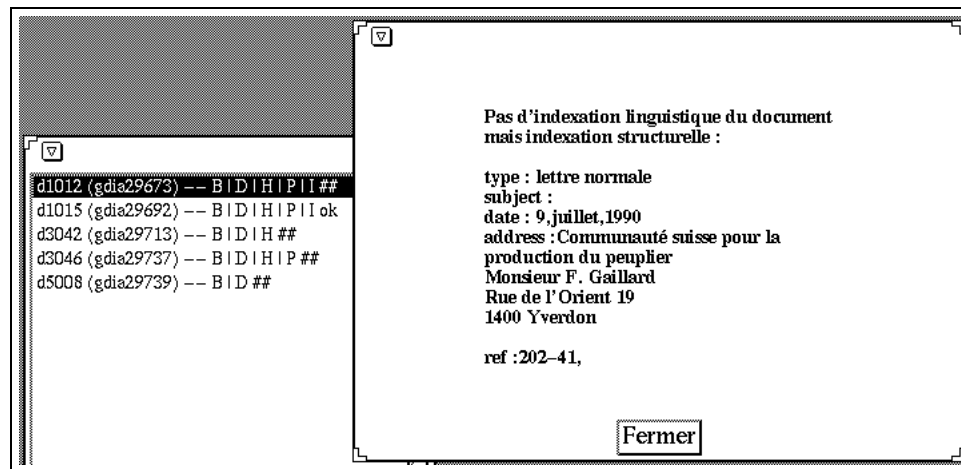 d1012 (gdia29673) -- B | D | H | P | I ##
d1015 (gdia29692) -- B | D | H | P | I ok
d3042 (gdia29713) -- B | D | H ##
d3046 (gdia29737) -- B | D | H | P ##
d5008 (gdia29739) -- B | D ##
Pas d'indexation linguistique du document
mais indexation structurelle :
type : lettre normale
subject :
date : 9,juillet,1990
address :Communauté suisse pour la
production du peuplier
Monsieur F. Gaillard
Rue de l'Orient 19
1400 Yverdon
ref :202-41,
Fermer